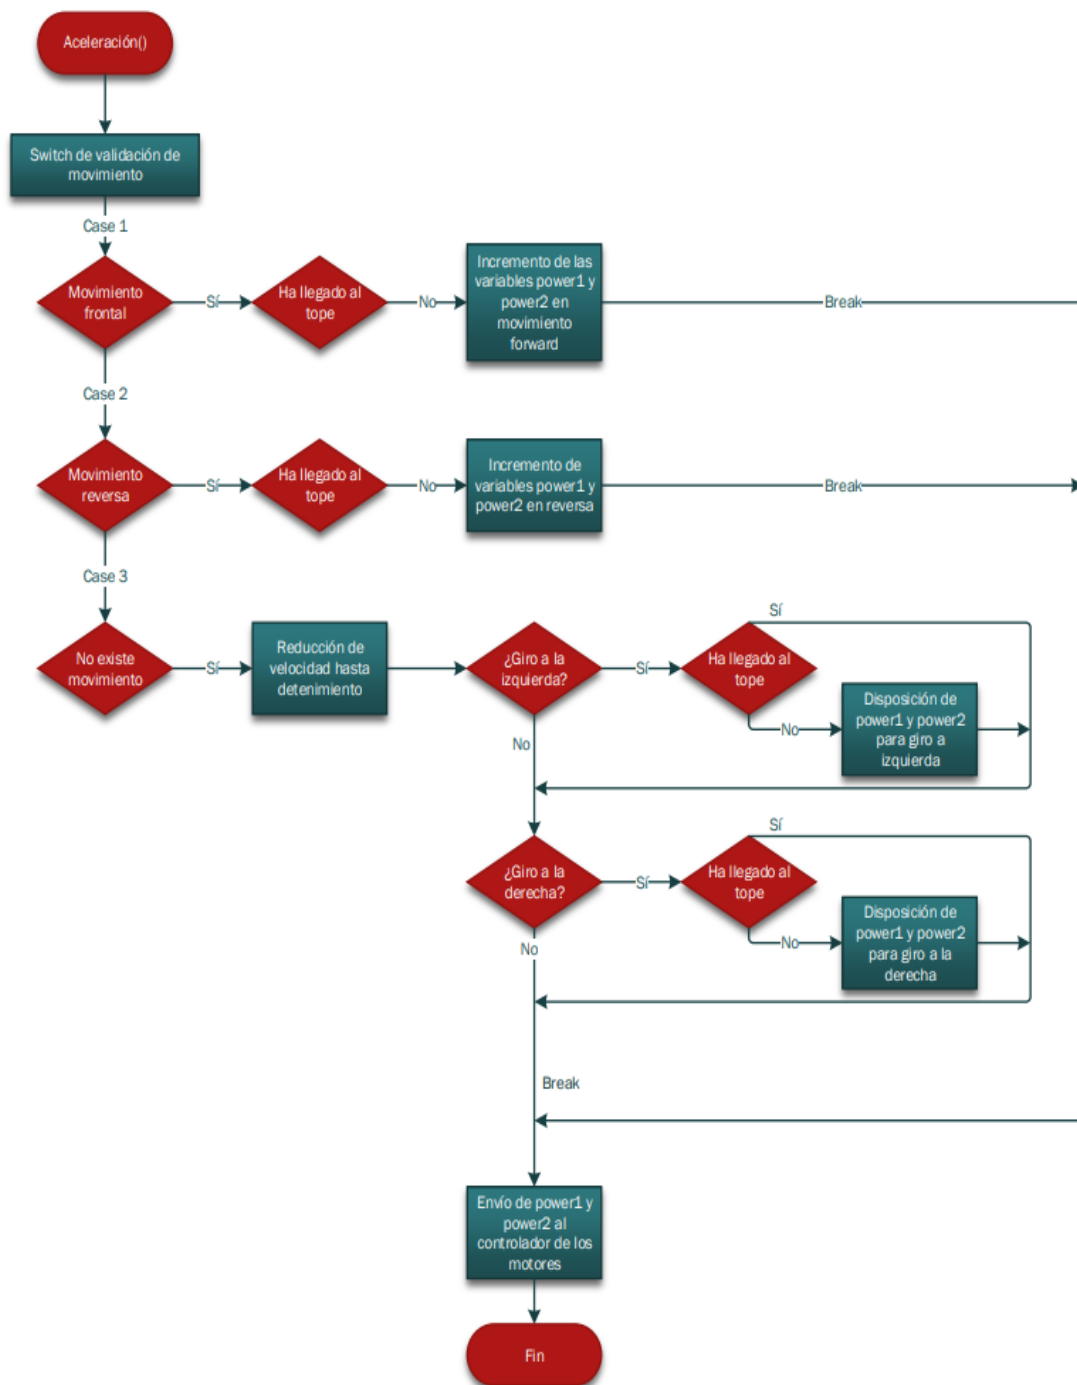 Aceleración()
Switch de validación de
movimiento
Case 1
Movimiento
frontal
Sí
Ha llegado al
tope
No
Incremento de las
variables power1 y
power2 en
movimiento
forward
Break
Case 2
Movimiento
reversa
Sí
Ha llegado al
tope
No
Incremento de
variables power1 y
power2 en reversa
Break
Case 3
No existe
movimiento
Sí
Reducción de
velocidad hasta
detenimiento
¿Giro a la
izquierda?
Sí
Ha llegado al
tope
Sí
No
Disposición de
power1 y power2
para giro a
izquierda
No
¿Giro a la
derecha?
Sí
Ha llegado al
tope
Sí
No
Disposición de
power1 y power2
para giro a la
derecha
No
Break
Envío de power1 y
power2 al
controlador de los
motores
Fin